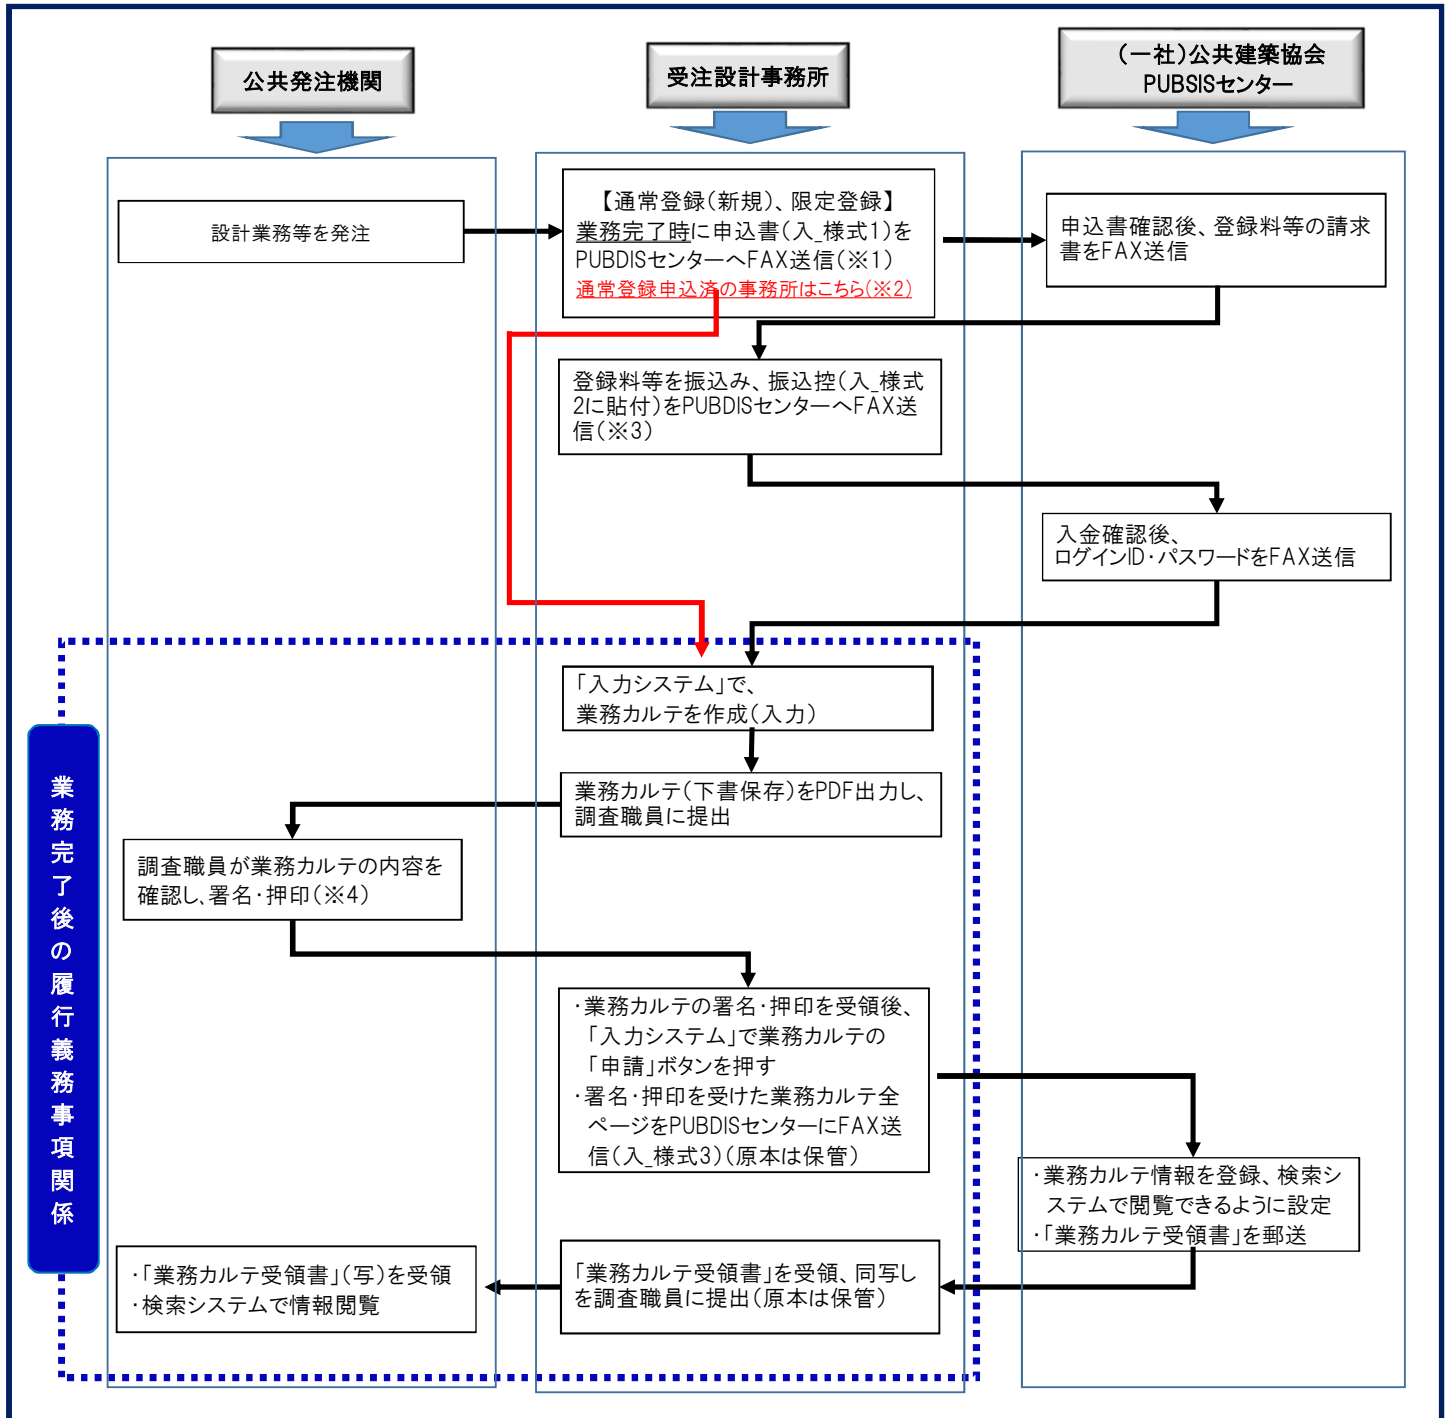 公共発注機関
受注設計事務所
(一社)公共建築協会
PUBSISセンター
設計業務等を発注
【通常登録(新規)、限定登録】
業務完了時に申込書(入_様式1)を
PUBDISセンターへFAX送信(※1)
通常登録申込済の事務所はこちら(※2)
申込書確認後、登録料等の請求
書をFAX送信
登録料等を振込み、振込控(入_様式
2に貼付)をPUBDISセンターへFAX送
信(※3)
入金確認後、
ログインID・パスワードをFAX送信
「入力システム」で、
業務カルテを作成(入力)
業務カルテ(下書保存)をPDF出力し、
調査職員に提出
調査職員が業務カルテの内容を
確認し、署名・押印(※4)
・業務カルテの署名・押印を受領後、
「入力システム」で業務カルテの
「申請」ボタンを押す
・署名・押印を受けた業務カルテ全
ページをPUBDISセンターにFAX送
信(入_様式3)(原本は保管)
・業務カルテ情報を登録、検索シ
ステムで閲覧できるように設定
・「業務カルテ受領書」を郵送
「業務カルテ受領書」を受領、同写し
を調査職員に提出(原本は保管)
・「業務カルテ受領書」(写)を受領
・検索システムで情報閲覧
業務完了後の履行義務事項関係